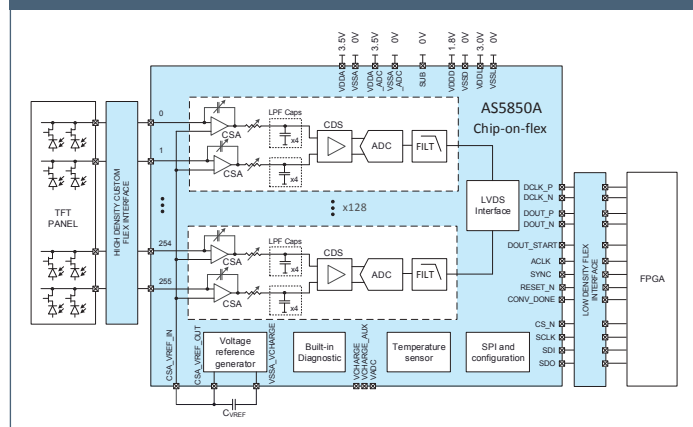 3.5V
0V
3.5V
0V
0V
1.8V
0V
3.0V
0V
VDDA
VSSA
VDDA
_ADC
VSSA
_ADC
SUB
VDDD
VSSD
VDDL
VSSL
AS5850A
Chip-on-flex
TFT
PANEL
HIGH DENSITY CUSTOM
FLEX INTERFACE
0
1
254
255
CSA
CSA
LPF Caps
x4
x4
CDS
ADC
FILT
x128
LVDS
Interface
CSA
CSA
LPF Caps
x4
x4
CDS
ADC
FILT
DCLK_P
DCLK_N
DOUT_P
DOUT_N
DOUT_START
ACLK
SYNC
RESET_N
CONV_DONE
CS_N
SCLK
SDI
SDO
LOW DENSITY FLEX
INTERFACE
FPGA
CSA_VREF_IN
CSA_VREF_OUT
VSSA_VCHARGE
Voltage
reference
generator
Built-in
Diagnostic
Temperature
sensor
SPI and
configuration
VCHARGE
VCHARGE_AUX
VADC
CVREF